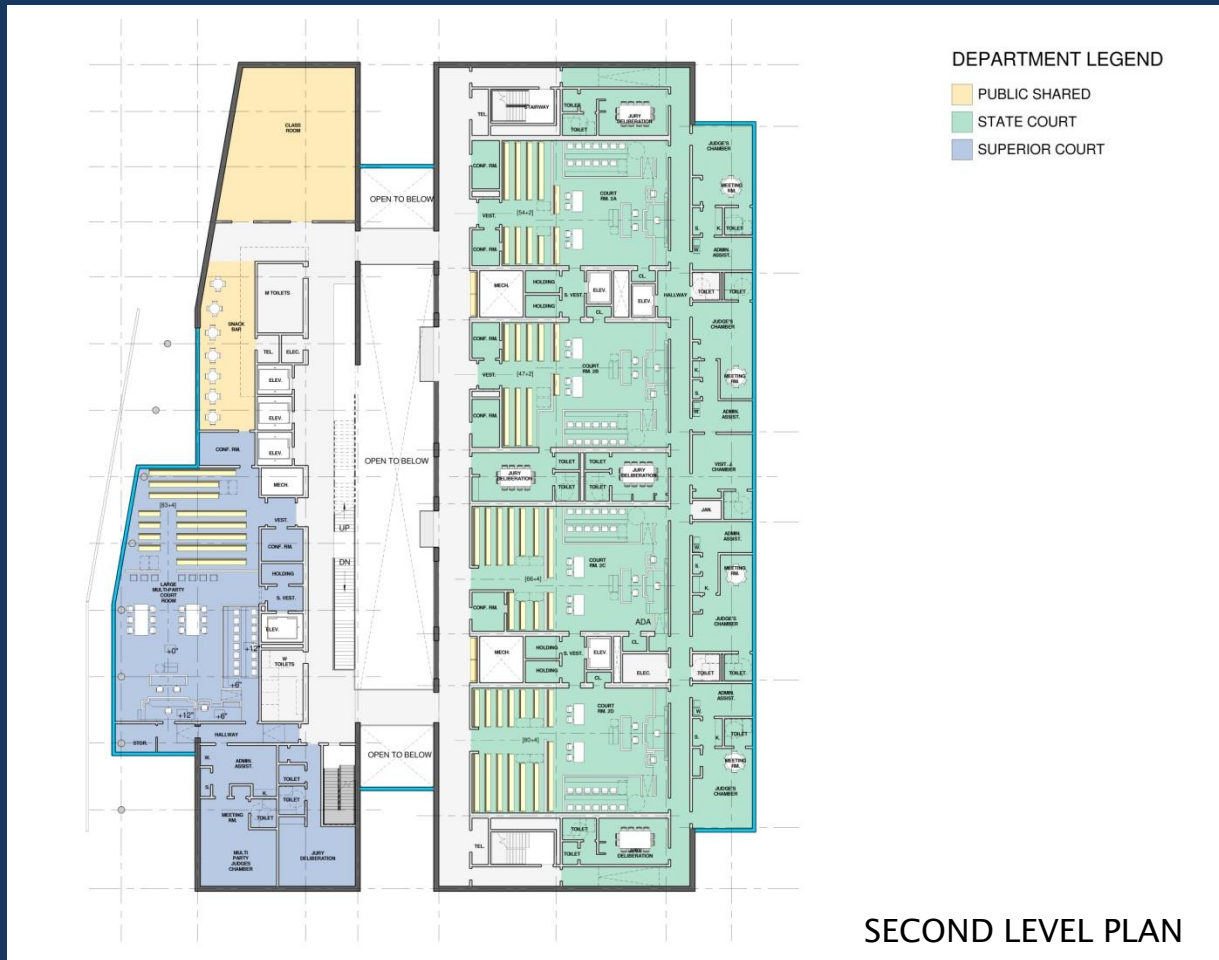 DEPARTMENT LEGEND
PUBLIC SHARED
STATE COURT
SUPERIOR COURT
CLASS
ROOM
OPEN TO BELOW
M TOILETS
SNACK
BAR
TEL.
ELEC.
ELEV.
ELEV.
ELEV.
CONF. RM.
MECH.
[93+4]
VEST.
CONF. RM.
HOLDING
S. VEST.
LARGE
MULTI-PARTY
COURT
ROOM
ELEV.
W
TOILETS
+0"
+12"
+6"
+12"
+6"
HALLWAY
STOR.
W.
ADMIN.
ASSIST.
S.
K.
TOILET
TOILET
MEETING
RM.
TOILET
MULTI
PARTY
JUDGES
CHAMBER
JURY
DELIBERATION
OPEN TO BELOW
UP
DN
OPEN TO BELOW
TEL.
STAIRWAY
TOILET
TOILET
JURY
DELIBERATION
CONF. RM.
[54+2]
COURT
RM. 2A
VEST.
CONF. RM.
MECH.
HOLDING
HOLDING
S. VEST.
ELEV.
CL.
CL.
ELEV.
HALLWAY
CONF. RM.
VEST.
[47+2]
COURT
RM. 2B
CONF. RM.
JURY
DELIBERATION
TOILET
TOILET
TOILET
TOILET
JURY
DELIBERATION
[66+4]
COURT
RM. 2C
CONF. RM.
ADA
MECH.
HOLDING
HOLDING
S. VEST.
ELEV.
CL.
CL.
ELEC.
COURT
RM. 2D
[80+4]
TEL.
TOILET
TOILET
JURY
DELIBERATION
JUDGE'S
CHAMBER
MEETING
RM.
S.
K.
TOILET
W.
ADMIN.
ASSIST.
TOILET
TOILET
JUDGE'S
CHAMBER
K.
MEETING
RM.
S.
W.
ADMIN.
ASSIST.
VISIT. J.
CHAMBER
JAN.
ADMIN.
ASSIST.
W.
S.
MEETING
RM.
K.
JUDGE'S
CHAMBER
TOILET
TOILET
ADMIN.
ASSIST.
W.
S.
K.
TOILET
MEETING
RM.
JUDGE'S
CHAMBER
SECOND LEVEL PLAN